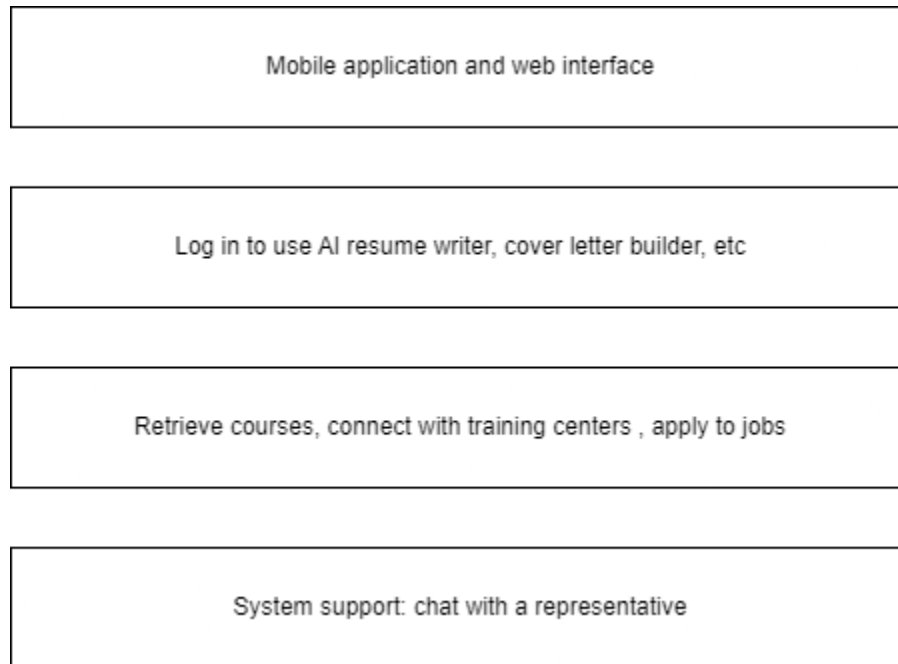 Mobile application and web interface
Log in to use AI resume writer, cover letter builder, etc
Retrieve courses, connect with training centers , apply to jobs
System support: chat with a representative